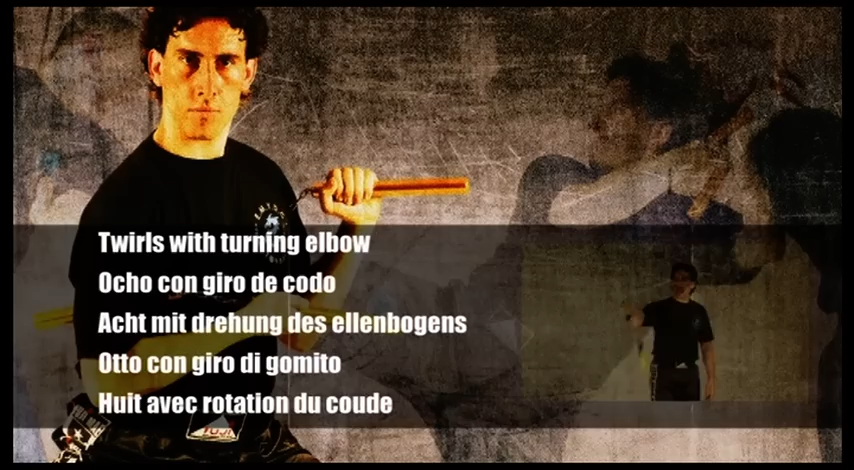 Twirls with turning elbow
Ocho con giro de codo
Acht mit drehung des ellenbogens
Otto con giro di gomito
Huit avec rotation du coude